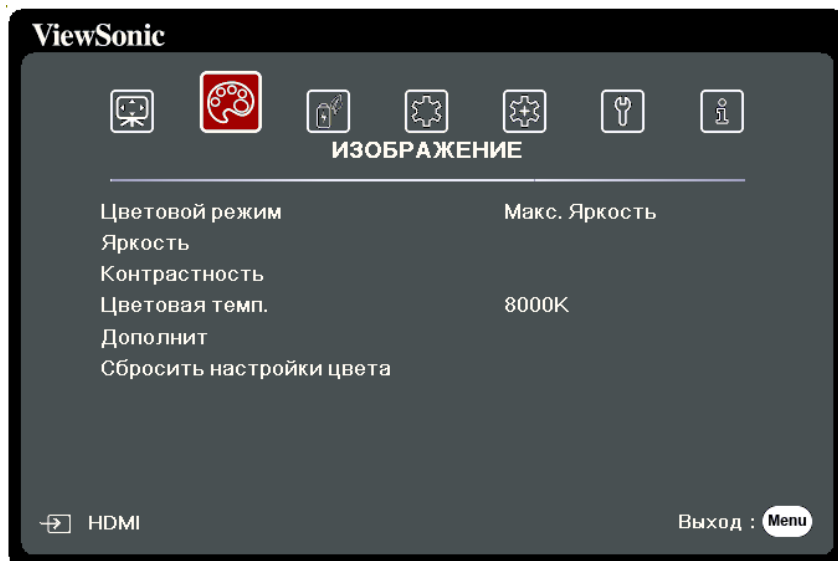 ViewSonic
ИЗОБРАЖЕНИЕ
Цветовой режим Макс. Яркость
Яркость
Контрастность
Цветовая темп. 8000K
Дополнит
Сбросить настройки цвета
HDMI Выход : Menu